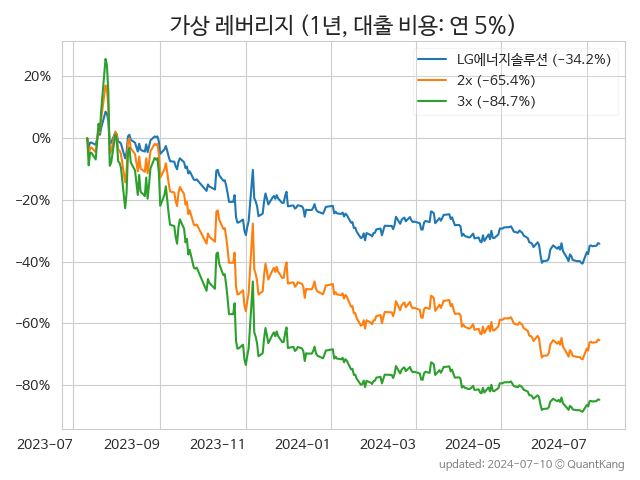 가상 레버리지 (1년, 대출 비용: 연 5%)
LG에너지솔루션 (−34.2%)
2x (−65.4%)
3x (−84.7%)
20%
0%
−20%
−40%
−60%
−80%
2023-07 2023-09 2023-11 2024-01 2024-03 2024-05 2024-07
updated: 2024-07-10 © QuantKang